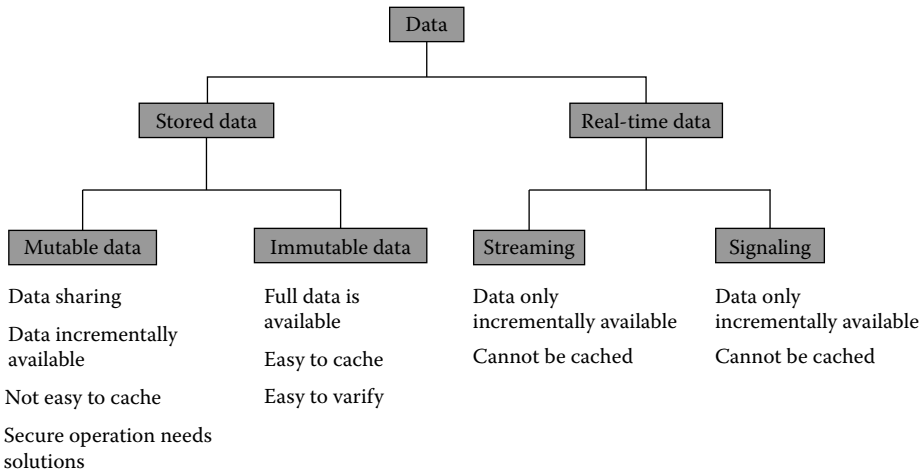 Data
Stored data
Real-time data
Mutable data
Immutable data
Streaming
Signaling
Data sharing
Data incrementally
available
Not easy to cache
Secure operation needs
solutions
Full data is
available
Easy to cache
Easy to varify
Data only
incrementally available
Cannot be cached
Data only
incrementally available
Cannot be cached